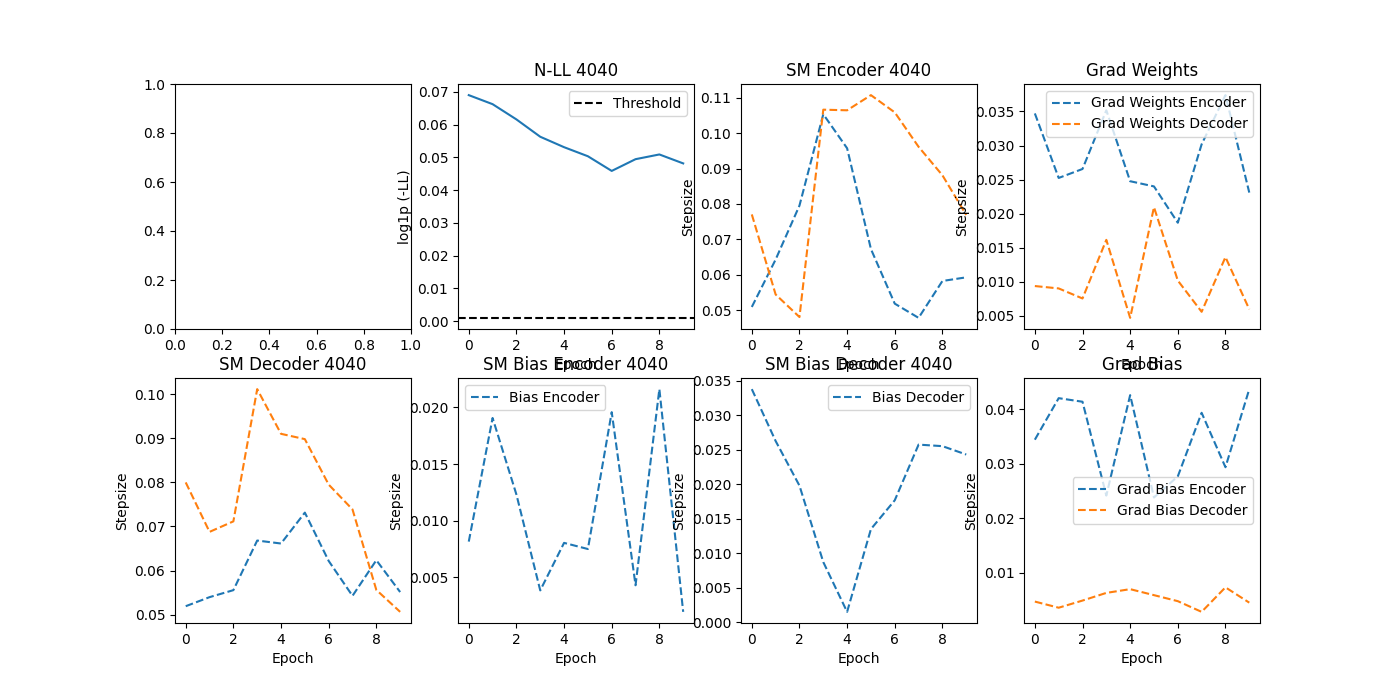 N-LL 4040
SM Encoder 4040
Grad Weights
1.0
0.8
0.6
0.4
0.2
0.0
0.0 0.2 0.4 0.6 0.8 1.0
log1p (-LL)
0.07
0.06
0.05
0.04
0.03
0.02
0.01
0.00
Threshold
0 2 4 6 8
Epoch
Stepsize
0.11
0.10
0.09
0.08
0.07
0.06
0.05
0 2 4 6 8
Epoch
Stepsize
0.035
0.030
0.025
0.020
0.015
0.010
0.005
Grad Weights Encoder
Grad Weights Decoder
0 2 4 6 8
Epoch
SM Decoder 4040
SM Bias Encoder 4040
SM Bias Decoder 4040
Grad Bias
Stepsize
0.10
0.09
0.08
0.07
0.06
0.05
0 2 4 6 8
Epoch
Stepsize
0.020
0.015
0.010
0.005
Bias Encoder
0 2 4 6 8
Epoch
Stepsize
0.035
0.030
0.025
0.020
0.015
0.010
0.005
0.000
Bias Decoder
0 2 4 6 8
Epoch
Stepsize
0.04
0.03
0.02
0.01
Grad Bias Encoder
Grad Bias Decoder
0 2 4 6 8
Epoch